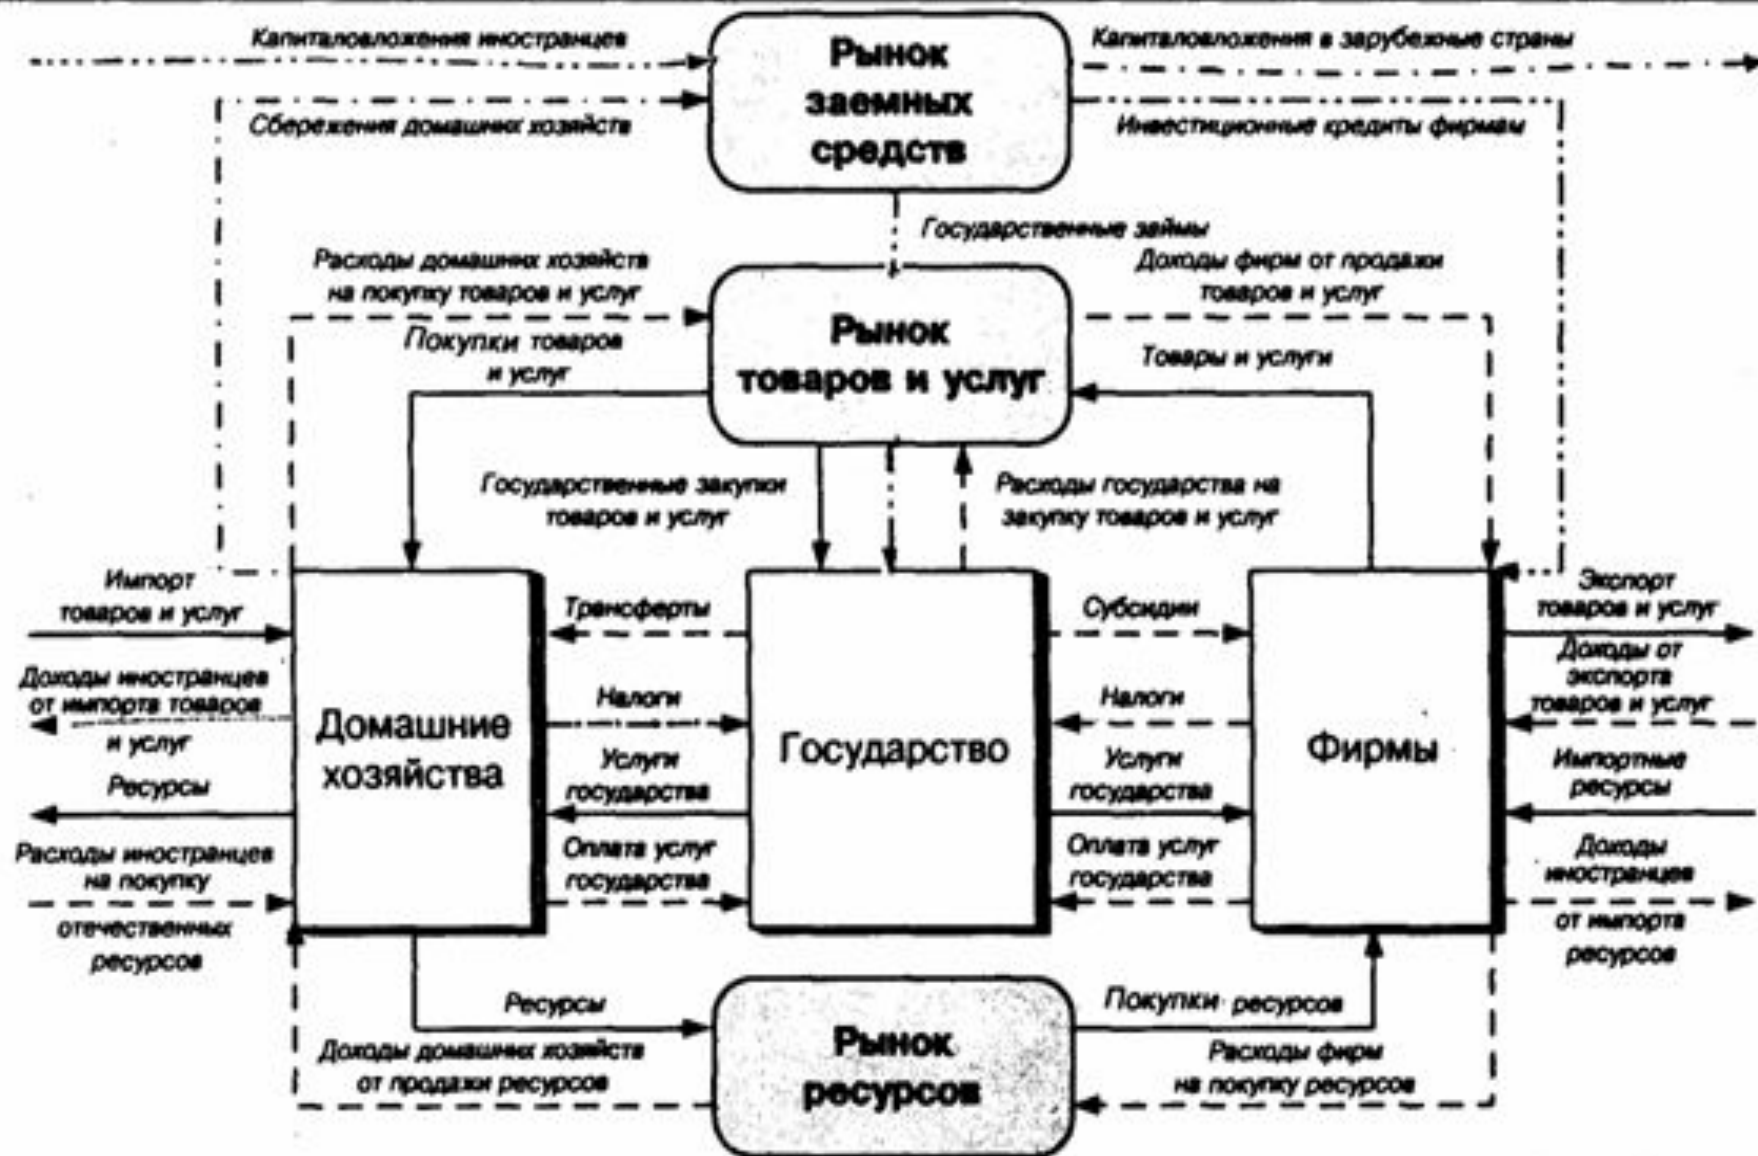 Капиталовложения иностранцев
Рынок
заемных
средств
Капиталовложения в зарубежные страны
Сбережения домашних хозяйств
Инвестиционные кредиты фирмам
Государственные займы
Расходы домашних хозяйств
на покупку товаров и услуг
Доходы фирм от продажи
товаров и услуг
Покупки товаров
и услуг
Рынок
товаров и услуг
Товары и услуги
Государственные закупки
товаров и услуг
Расходы государства на
закупку товаров и услуг
Импорт
товаров и услуг
Доходы иностранцев
от импорта товаров
и услуг
Ресурсы
Расходы иностранцев
на покупку
отечественных
ресурсов
Домашние
хозяйства
Трансферты
Налоги
Услуги
государства
Оплата услуг
государства
Государство
Субсидии
Налоги
Услуги
государства
Оплата услуг
государства
Фирмы
Экспорт
товаров и услуг
Доходы от
экспорта
товаров и услуг
Импортные
ресурсы
Доходы
иностранцев
от импорта
ресурсов
Ресурсы
Доходы домашних хозяйств
от продажи ресурсов
Рынок
ресурсов
Покупки ресурсов
Расходы фирм
на покупку ресурсов